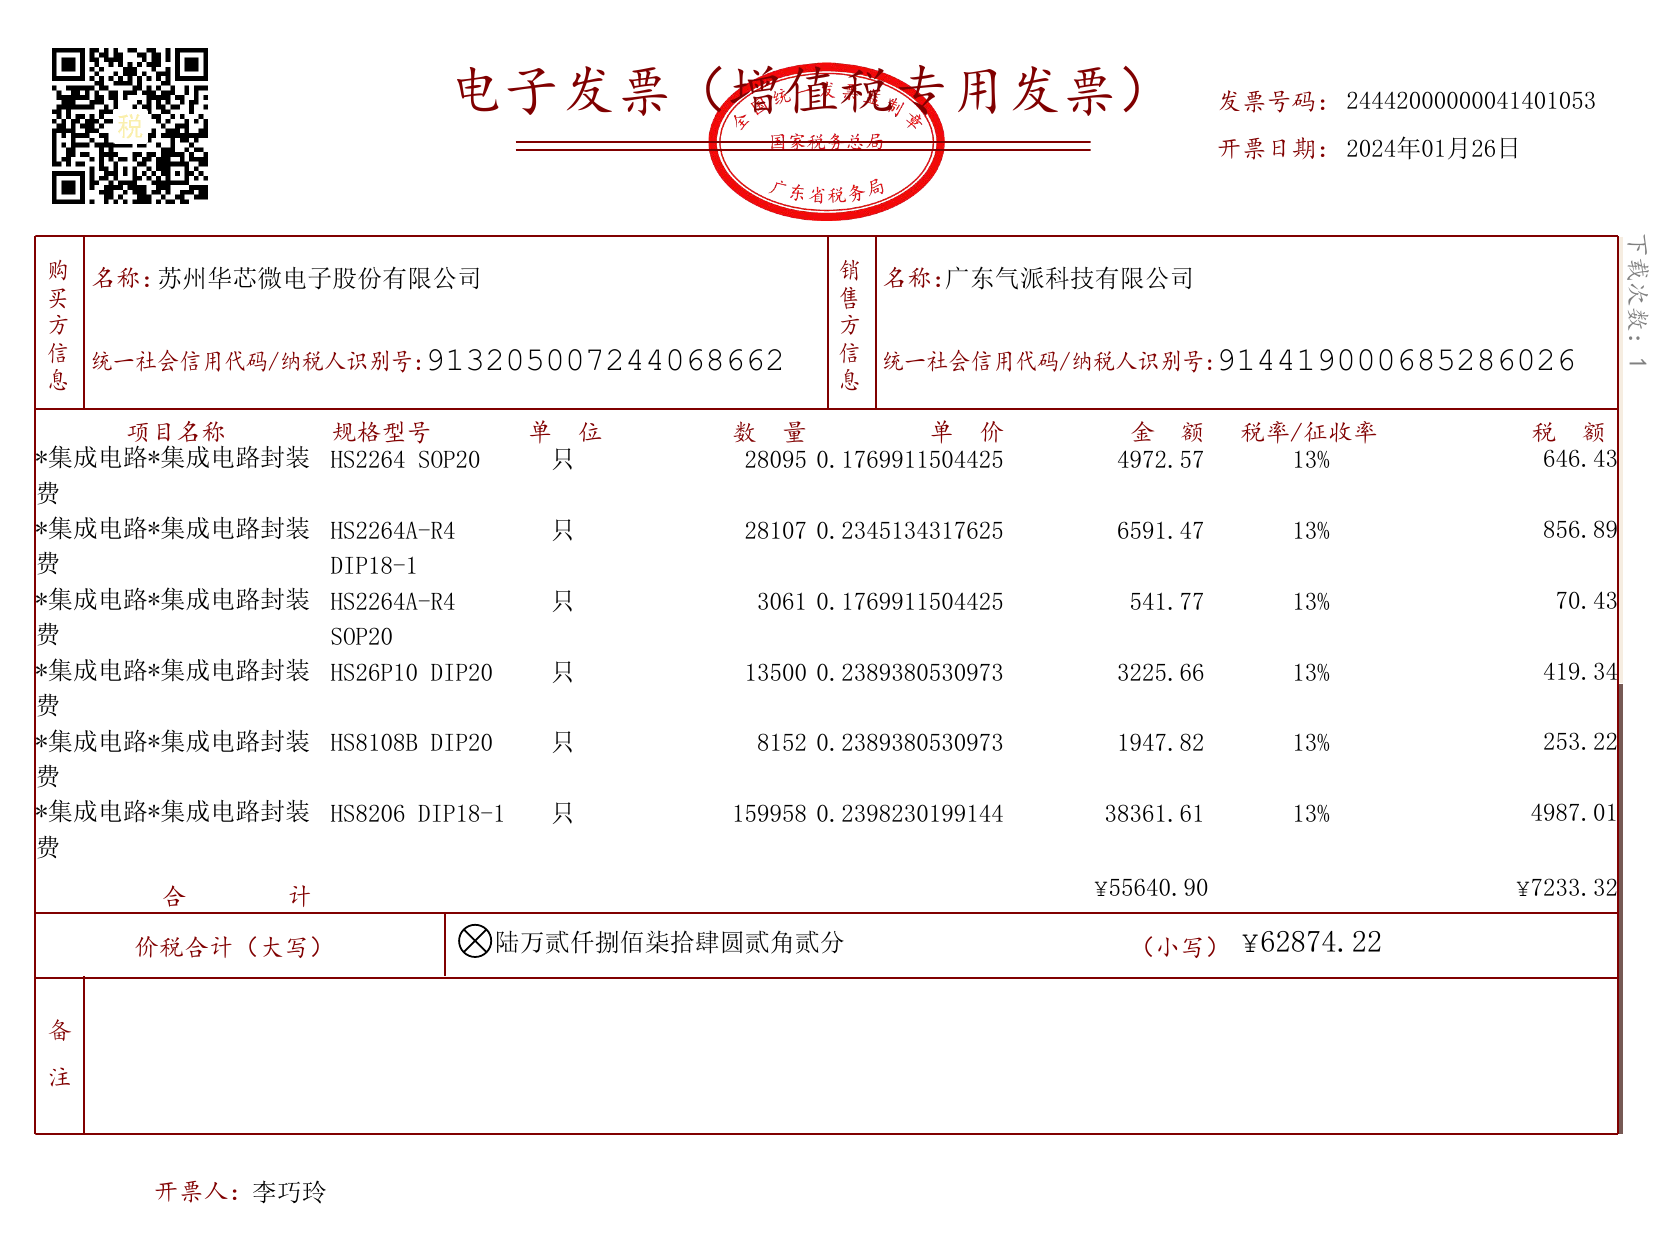 电子发票（增值税专用发票）
全国统一发票监制章
国家税务总局
广东省税务局
税
发票号码：24442000000041401053
开票日期：2024年01月26日
下载次数：1
购买方信息
名称：苏州华芯微电子股份有限公司
统一社会信用代码/纳税人识别号：913205007244068662
销售方信息
名称：广东气派科技有限公司
统一社会信用代码/纳税人识别号：914419000685286026
项目名称 规格型号 单位 数量 单价 金额 税率/征收率 税额
*集成电路*集成电路封装 HS2264 SOP20 只 28095 0.1769911504425 4972.57 13% 646.43
费
*集成电路*集成电路封装 HS2264A-R4 只 28107 0.2345134317625 6591.47 13% 856.89
费 DIP18-1
*集成电路*集成电路封装 HS2264A-R4 只 3061 0.1769911504425 541.77 13% 70.43
费 SOP20
*集成电路*集成电路封装 HS26P10 DIP20 只 13500 0.2389380530973 3225.66 13% 419.34
费
*集成电路*集成电路封装 HS8108B DIP20 只 8152 0.2389380530973 1947.82 13% 253.22
费
*集成电路*集成电路封装 HS8206 DIP18-1 只 159958 0.2398230199144 38361.61 13% 4987.01
费
合计 ¥55640.90 ¥7233.32
价税合计（大写） 陆万贰仟捌佰柒拾肆圆贰角贰分 （小写） ¥62874.22
备注
开票人：李巧玲